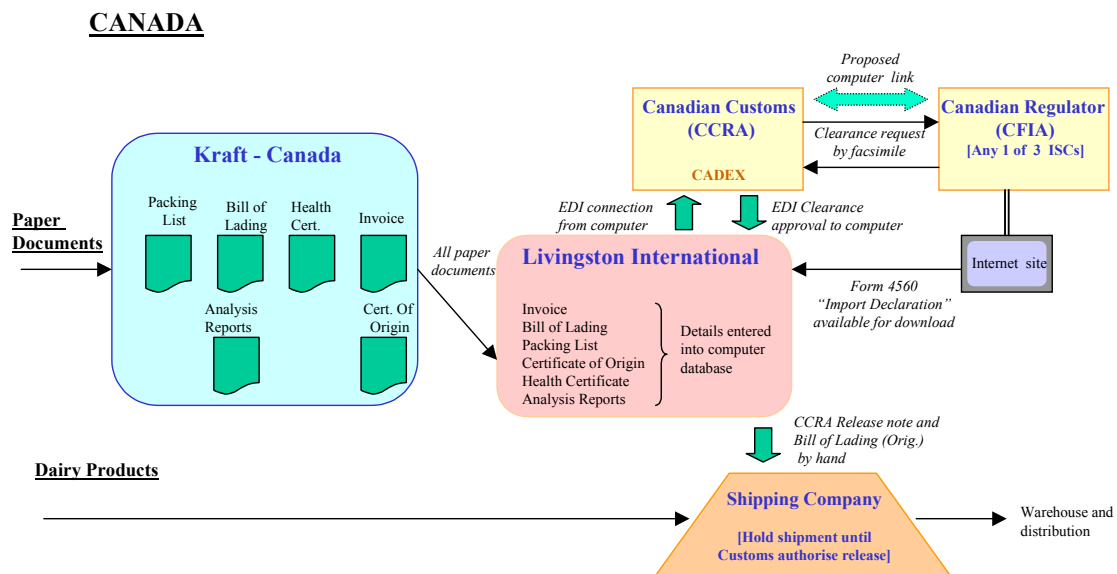 CANADA
Proposed
computer link
Canadian Customs
(CCRA)
CADEX
Clearance request
by facsimile
Canadian Regulator
(CFIA)
[Any 1 of 3 ISCs]
Kraft - Canada
Packing
List
Bill of
Lading
Health
Cert.
Invoice
Analysis
Reports
Cert. Of
Origin
Paper
Documents
All paper
documents
EDI connection
from computer
EDI Clearance
approval to computer
Livingston International
Invoice
Bill of Lading
Packing List
Certificate of Origin
Health Certificate
Analysis Reports
Details entered
into computer
database
Internet site
Form 4560
“Import Declaration”
available for download
CCRA Release note and
Bill of Lading (Orig.)
by hand
Dairy Products
Shipping Company
[Hold shipment until
Customs authorise release]
Warehouse and
distribution